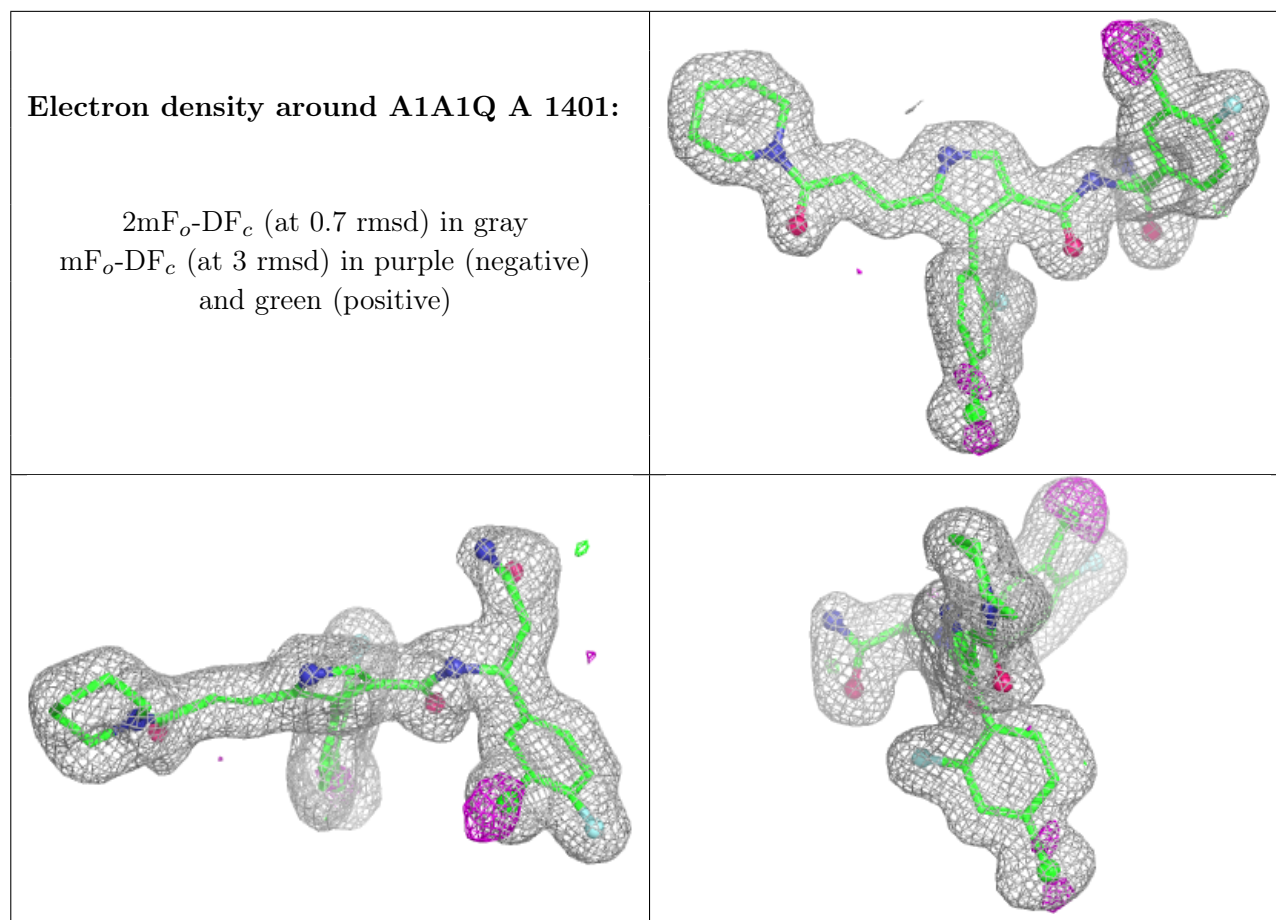 Electron density around A1A1Q A 1401:
2mFₒ-DF𝒸 (at 0.7 rmsd) in gray
mFₒ-DF𝒸 (at 3 rmsd) in purple (negative)
and green (positive)